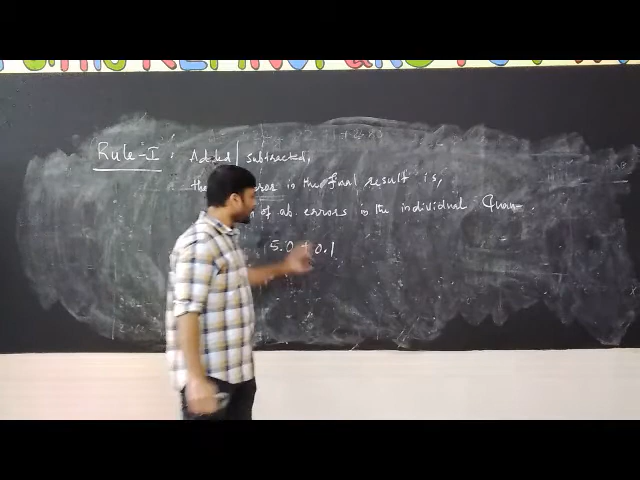 Rule-I : Added/ subtracted,
the error in the final result is,
of ab. errors in the individual Quan-
5.0 + 0.1